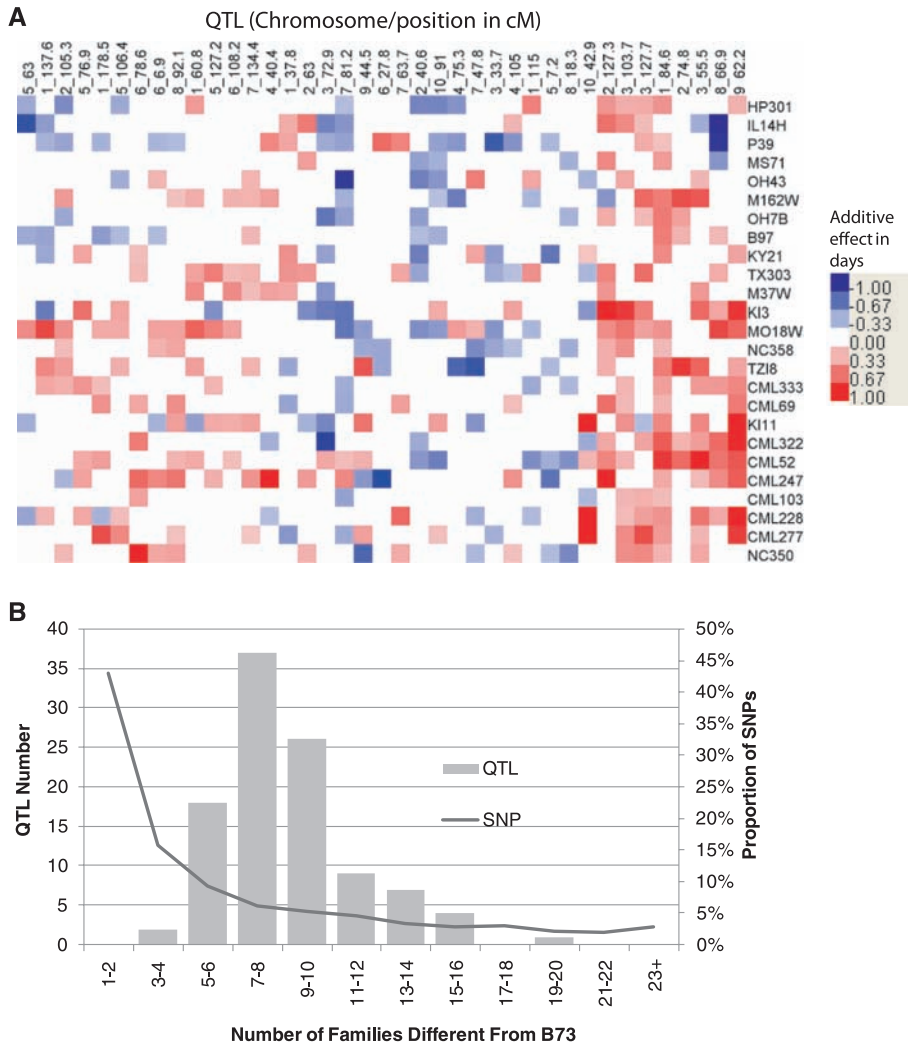 A
QTL (Chromosome/position in cM)
5_63
1_137.6
2_105.3
5_76.9
1_178.5
5_106.4
6_78.6
6_6.9
8_92.1
1_60.8
5_127.2
6_108.2
7_134.4
4_40.4
1_37.8
2_63
3_72.9
7_81.2
9_44.5
6_27.8
7_63.7
2_40.6
10_91
4_75.3
7_47.8
3_33.7
4_105
1_115
5_7.2
8_18.3
10_42.9
2_127.3
3_103.7
3_127.7
1_84.6
2_74.8
3_55.5
8_66.9
9_62.2
HP301
IL14H
P39
MS71
OH43
M162W
OH7B
B97
KY21
TX303
M37W
KI3
MO18W
NC358
TZI8
CML333
CML69
KI11
CML322
CML52
CML247
CML103
CML228
CML277
NC350
Additive
effect in
days
-1.00
-0.67
-0.33
0.00
0.33
0.67
1.00
B
40
35
30
25
20
15
10
5
0
QTL Number
50%
45%
40%
35%
30%
25%
20%
15%
10%
5%
0%
Proportion of SNPs
QTL
SNP
1-2
3-4
5-6
7-8
9-10
11-12
13-14
15-16
17-18
19-20
21-22
23+
Number of Families Different From B73